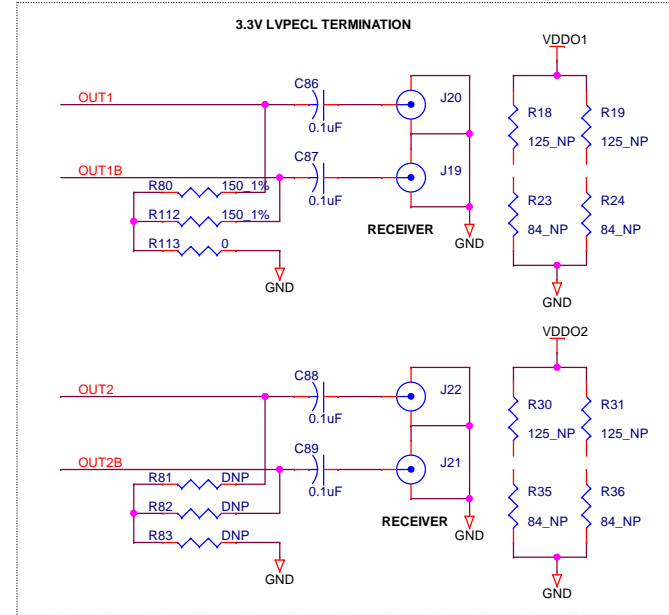 3.3V LVPECL TERMINATION
VDDO1
C86
OUT1
J20
R18
R19
0.1uF
125_NP
125_NP
C87
OUT1B
J19
R80
150_1%
0.1uF
R23
R24
R112
150_1%
84_NP
84_NP
RECEIVER
R113
0
GND
GND
GND
VDDO2
C88
OUT2
J22
R30
R31
0.1uF
125_NP
125_NP
C89
OUT2B
J21
R81
DNP
0.1uF
R35
R36
R82
DNP
84_NP
84_NP
RECEIVER
GND
R83
DNP
GND
GND